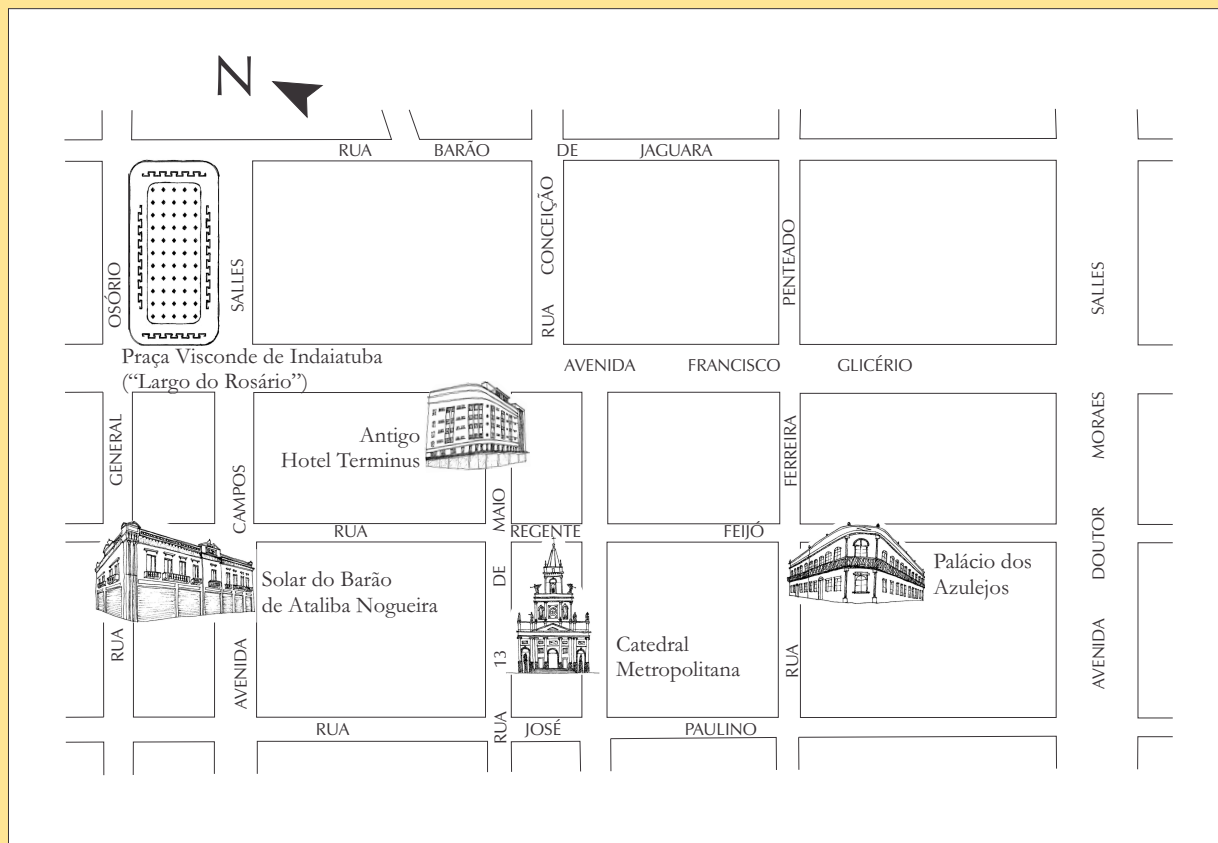 N
RUA BARÃO DE JAGUARA
RUA CONCEIÇÃO
PENTEADO
SALLES
OSÓRIO
SALLES
Praça Visconde de Indaiatuba
(“Largo do Rosário”)
AVENIDA FRANCISCO GLICÉRIO
Antigo
Hotel Terminus
GENERAL
CAMPOS
MAIO
FERREIRA
MORAES
RUA REGENTE FEIJÓ
Solar do Barão
de Ataliba Nogueira
DE
Palácio dos
Azulejos
DOUTOR
Catedral
Metropolitana
RUA
AVENIDA
13
RUA
AVENIDA
RUA
RUA JOSÉ PAULINO